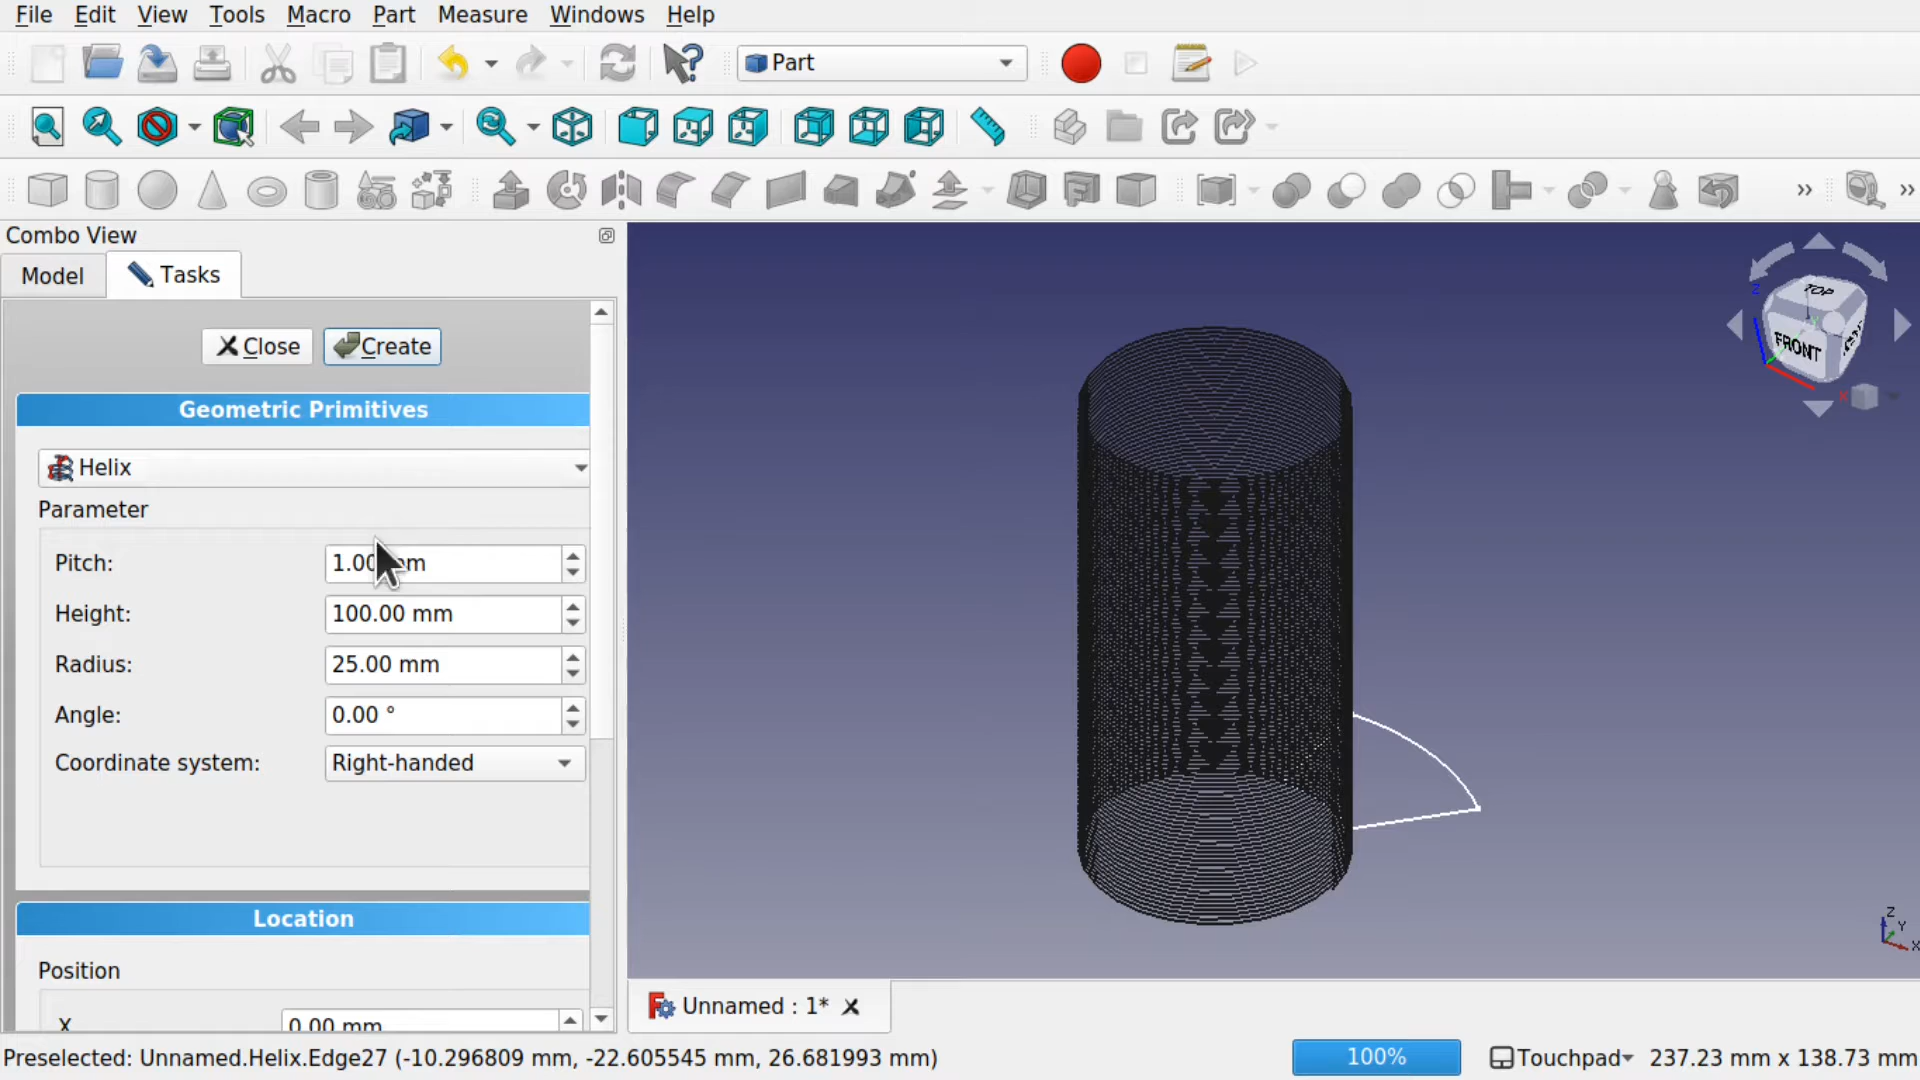 File Edit View Tools Macro Part Measure Windows Help
Part
Combo View
Model Tasks
Close Create
Geometric Primitives
Helix
Parameter
Pitch:
Height: 100.00 mm
Radius: 25.00 mm
Angle: 0.00 °
Coordinate system: Right-handed
Location
Position
X 0.00 mm
TOP
FRONT
Z
X
Z
Y
X
Unnamed : 1*
Preselected: Unnamed.Helix.Edge27 (-10.296809 mm, -22.605545 mm, 26.681993 mm) 100% Touchpad 237.23 mm x 138.73 mm